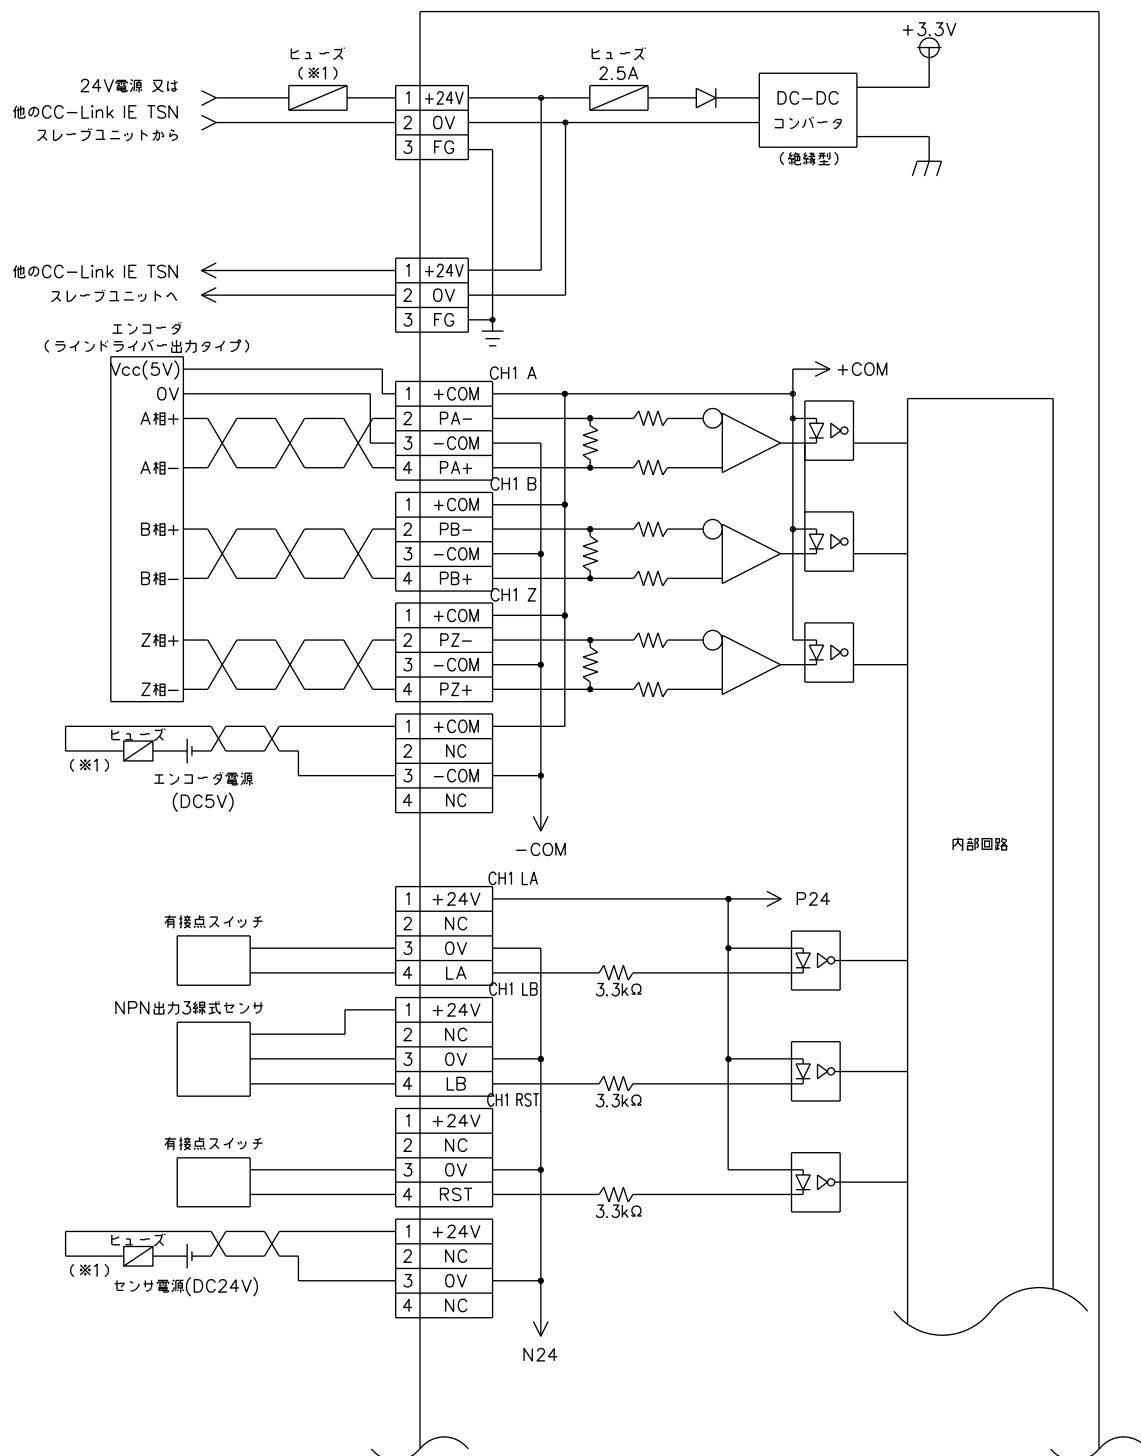 +3.3V
ヒューズ
(※1)
ヒューズ
2.5A
24V電源 又は
他のCC-Link IE TSN
スレーブユニットから
1 +24V
2 0V
3 FG
DC-DC
コンバータ
(絶縁型)
他のCC-Link IE TSN
スレーブユニットへ
1 +24V
2 0V
3 FG
エンコーダ
(ラインドライバー出力タイプ)
Vcc(5V)
0V
A相+
A相-
B相+
B相-
Z相+
Z相-
CH1 A
1 +COM
2 PA-
3 -COM
4 PA+
+COM
CH1 B
1 +COM
2 PB-
3 -COM
4 PB+
CH1 Z
1 +COM
2 PZ-
3 -COM
4 PZ+
1 +COM
2 NC
3 -COM
4 NC
ヒューズ
(※1)
エンコーダ電源
(DC5V)
-COM
内部回路
CH1 LA
1 +24V
2 NC
3 0V
4 LA
P24
有接点スイッチ
3.3kΩ
CH1 LB
NPN出力3線式センサ
1 +24V
2 NC
3 0V
4 LB
3.3kΩ
CH1 RST
1 +24V
2 NC
3 0V
4 RST
有接点スイッチ
3.3kΩ
1 +24V
2 NC
3 0V
4 NC
ヒューズ
(※1)
センサ電源(DC24V)
N24